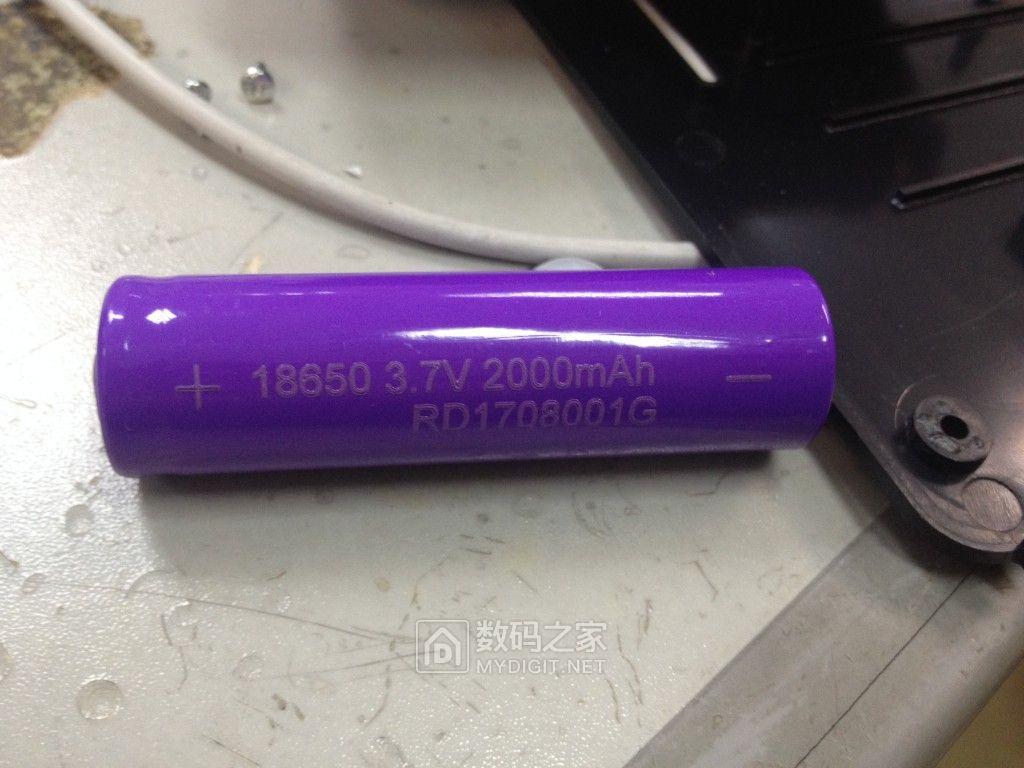 + 18650 3.7V 2000mAh —
RD1708001G
数码之家
MYDIGIT.NET